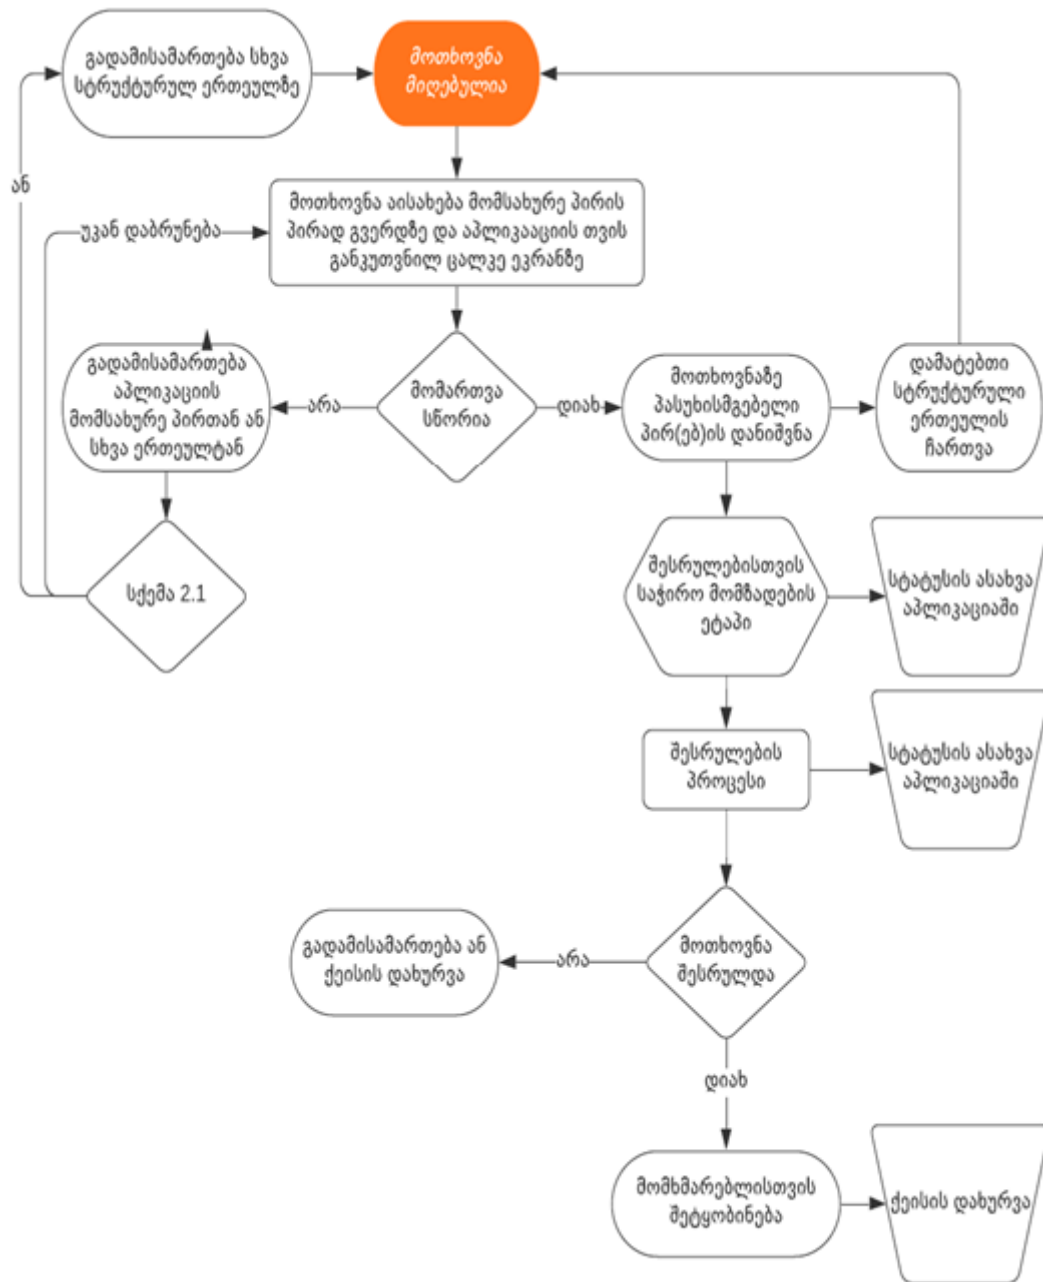 გადამისამართება სხვა
სტრუქტურულ ერთეულზე
მოთხოვნა
მიღებულია
ან
მოთხოვნა აისახება მომსახურე პირის
პირად გვერდზე და აპლიკააციის თვის
განკუთვნილ ცალკე ეკრანზე
უკან დაბრუნება
გადამისამართება
აპლიკაციის
მომსახურე პირთან ან
სხვა ერთეულტან
არა
მომართვა
სწორია
დიახ
მოთხოვნაზე
პასუხისმგებელი
პირ(ებ)ის დანიშვნა
დამატებთი
სტრუქტურული
ერთეულის
ჩართვა
სქემა 2.1
შესრულებისთვის
საჭირო მომზადების
ეტაპი
სტატუსის ასახვა
აპლიკაციაში
შესრულების
პროცესი
სტატუსის ასახვა
აპლიკაციაში
გადამისამართება ან
ქეისის დახურვა
არა
მოთხოვნა
შესრულდა
დიახ
მომხმარებლისთვის
შეტყობინება
ქეისის დახურვა